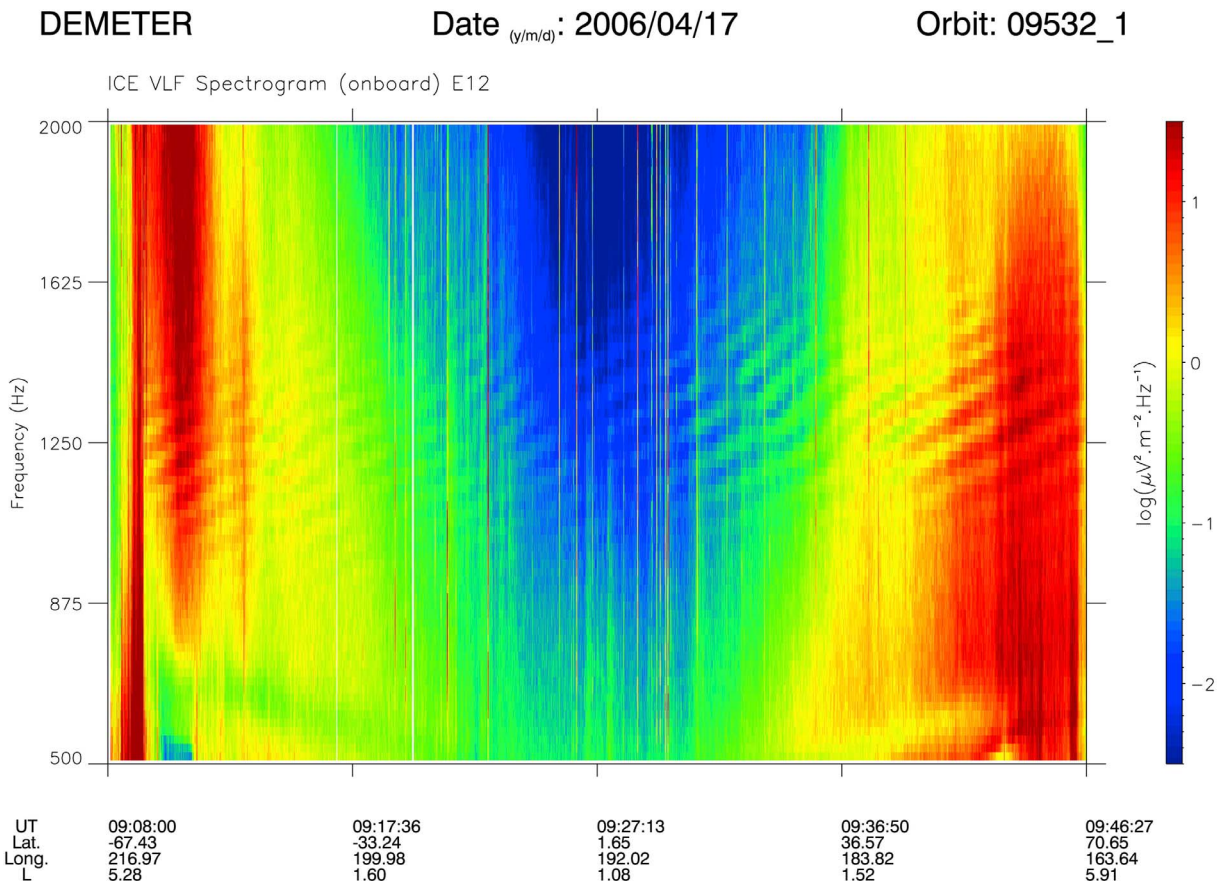 DEMETER Date (y/m/d): 2006/04/17 Orbit: 09532_1
ICE VLF Spectrogram (onboard) E12
2000
1625
1250
875
500
Frequency (Hz)
1
0
−1
−2
log(μV².m⁻².Hz⁻¹)
UT 09:08:00 09:17:36 09:27:13 09:36:50 09:46:27
Lat. -67.43 -33.24 1.65 36.57 70.65
Long. 216.97 199.98 192.02 183.82 163.64
L 5.28 1.60 1.08 1.52 5.91